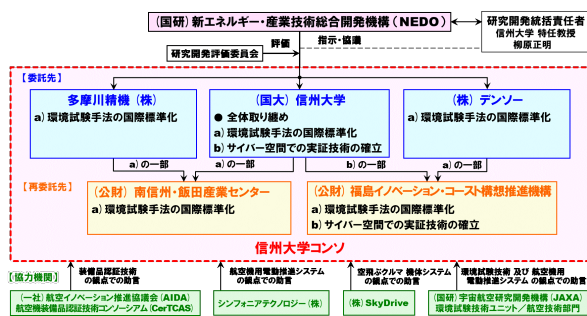 (国研) 新エネルギー・産業技術総合開発機構 (NEDO)
研究開発統括責任者
信州大学 特任教授
柳原正明
評価
指示・協議
研究開発評価委員会
【委託先】
多摩川精機 (株)
a) 環境試験手法の国際標準化
(国大) 信州大学
● 全体取り纏め
a) 環境試験手法の国際標準化
b) サイバー空間での実証技術の確立
(株) デンソー
a) 環境試験手法の国際標準化
a) の一部
a) の一部
b) の一部
a) の一部
【再委託先】
(公財) 南信州・飯田産業センター
a) 環境試験手法の国際標準化
(公財) 福島イノベーション・コースト構想推進機構
a) 環境試験手法の国際標準化
b) サイバー空間での実証技術の確立
信州大学コンソ
【協力機関】
装備品認証技術
の観点での助言
航空機用電動推進システム
の観点での助言
空飛ぶクルマ 機体システム
の観点での助言
環境試験技術 及び 航空機用
電動推進システム の観点での助言
(一社) 航空イノベーション推進協議会 (AIDA)
航空機装備品認証技術コンソーシアム (CerTCAS)
シンフォニアテクノロジー (株)
(株) SkyDrive
(国研) 宇宙航空研究開発機構 (JAXA)
環境試験技術ユニット/航空技術部門